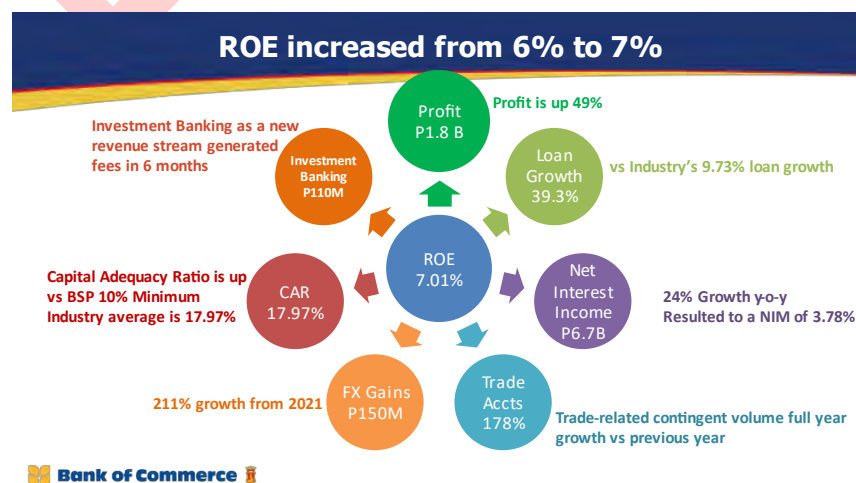 ROE increased from 6% to 7%
Profit
P1.8 B
Profit is up 49%
Investment Banking as a new
revenue stream generated
fees in 6 months
Investment
Banking
P110M
Loan
Growth
39.3%
vs Industry's 9.73% loan growth
ROE
7.01%
Capital Adequacy Ratio is up
vs BSP 10% Minimum
Industry average is 17.97%
CAR
17.97%
Net
Interest
Income
P6.7B
24% Growth y-o-y
Resulted to a NIM of 3.78%
211% growth from 2021
FX Gains
P150M
Trade
Accts
178%
Trade-related contingent volume full year
growth vs previous year
Bank of Commerce